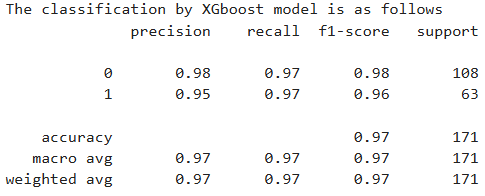 The classification by XGboost model is as follows
precision recall f1-score support
0 0.98 0.97 0.98 108
1 0.95 0.97 0.96 63
accuracy 0.97 171
macro avg 0.97 0.97 0.97 171
weighted avg 0.97 0.97 0.97 171